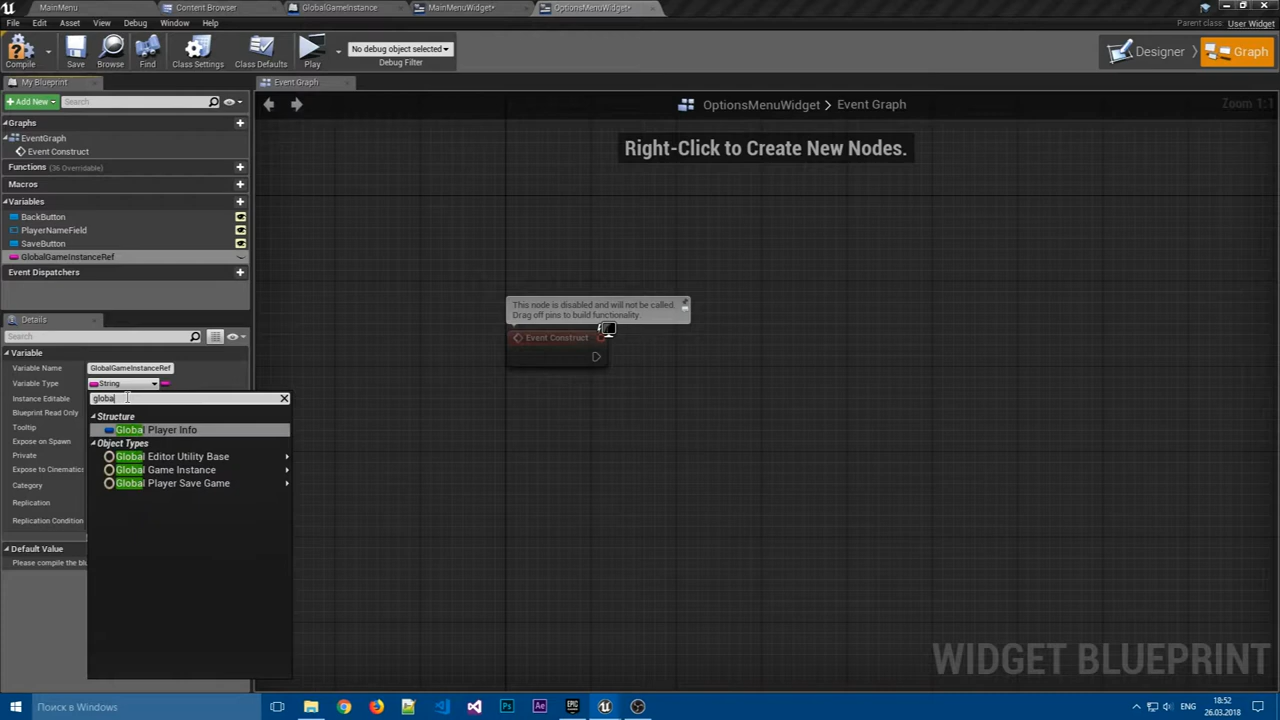 MainMenu
Content Browser
GlobalGameInstance
MainMenuWidget*
OptionsMenuWidget*
File Edit Asset View Debug Window Help
Parent class: User Widget
Compile Save Browse Find Class Settings Class Defaults Play
No debug object selected
Debug Filter
Designer
Graph
My Blueprint
Event Graph
Add New Search
OptionsMenuWidget > Event Graph
Zoom 1:1
Graphs
EventGraph
Event Construct
Right-Click to Create New Nodes.
Functions (36 Overridable)
Macros
Variables
BackButton
PlayerNameField
SaveButton
GlobalGameInstanceRef
Event Dispatchers
This node is disabled and will not be called.
Drag off pins to build functionality.
Event Construct
Details
Search
Variable
Variable Name GlobalGameInstanceRef
Variable Type String
Instance Editable
globa
Blueprint Read Only
Structure
Tooltip
Global Player Info
Expose on Spawn
Object Types
Private
Global Editor Utility Base
Expose to Cinematics
Global Game Instance
Category
Global Player Save Game
Replication
Replication Condition
Default Value
Please compile the blu
WIDGET BLUEPRINT
Поиск в Windows
ENG
18:52
26.03.2018